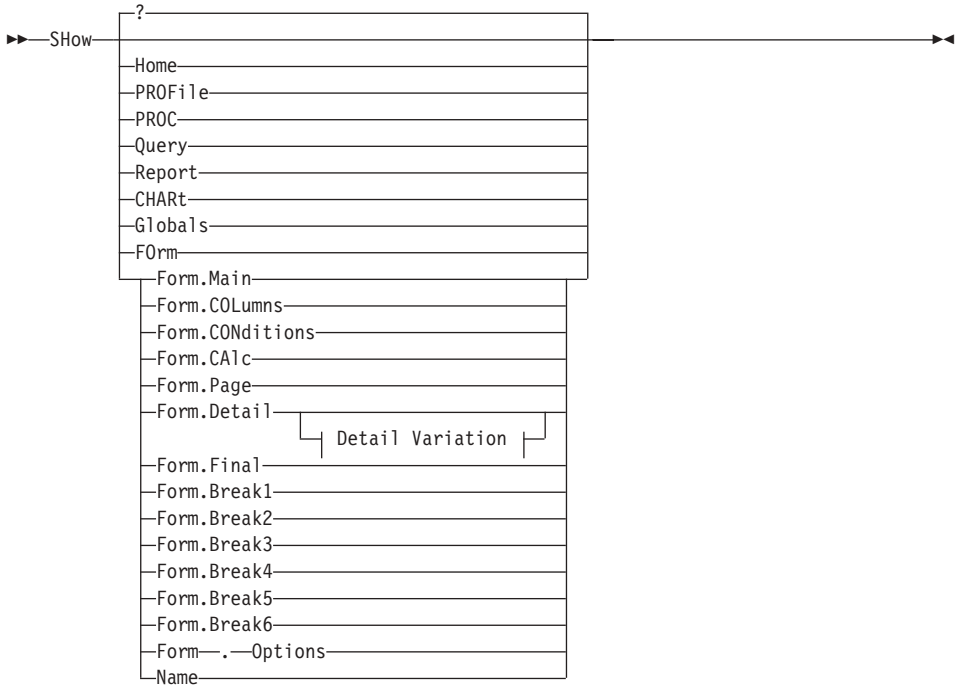 ?
SHow
Home
PROFile
PROC
Query
Report
CHARt
Globals
FOrm
Form.Main
Form.COLumns
Form.CONditions
Form.CAlc
Form.Page
Form.Detail
Detail Variation
Form.Final
Form.Break1
Form.Break2
Form.Break3
Form.Break4
Form.Break5
Form.Break6
Form . Options
Name